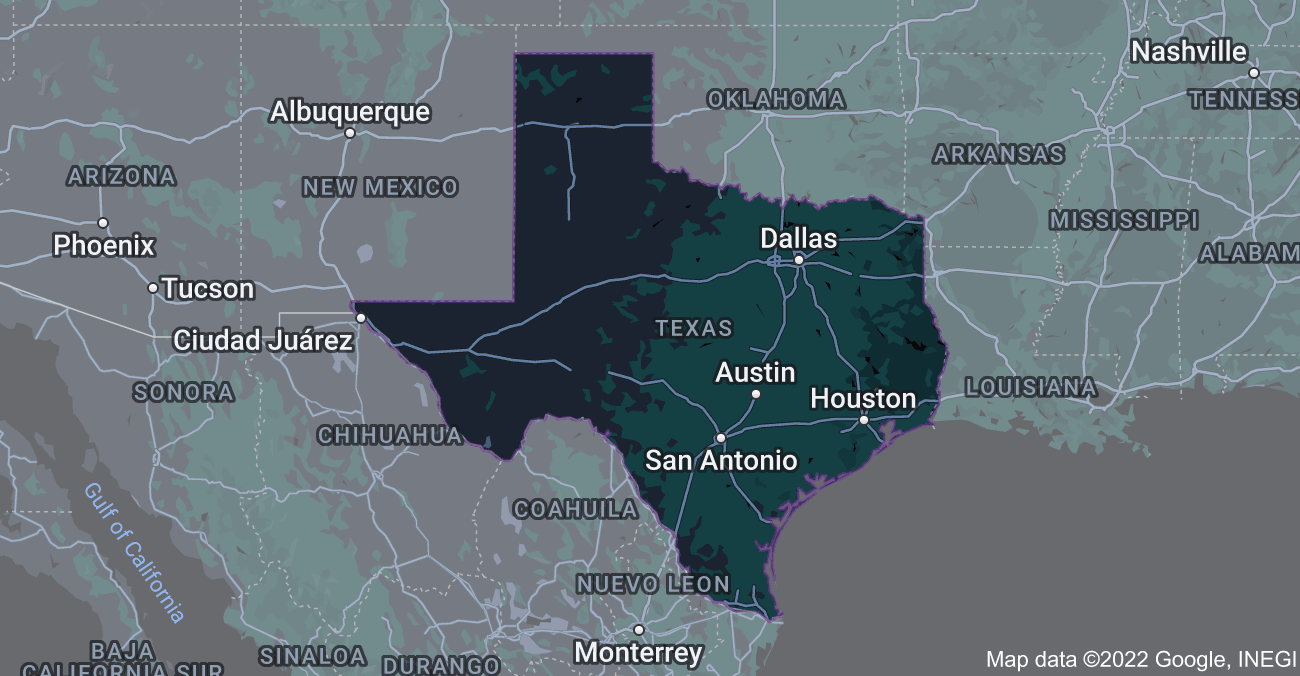 Nashville
Albuquerque
OKLAHOMA
TENNESS
ARKANSAS
ARIZONA
NEW MEXICO
MISSISSIPPI
Phoenix
Dallas
ALABAM
Tucson
TEXAS
Ciudad Juárez
Austin
SONORA
LOUISIANA
Houston
CHIHUAHUA
San Antonio
COAHUILA
Gulf of California
NUEVO LEON
BAJA
CALIFORNIA SUR
SINALOA
DURANGO
Monterrey
Map data ©2022 Google, INEGI